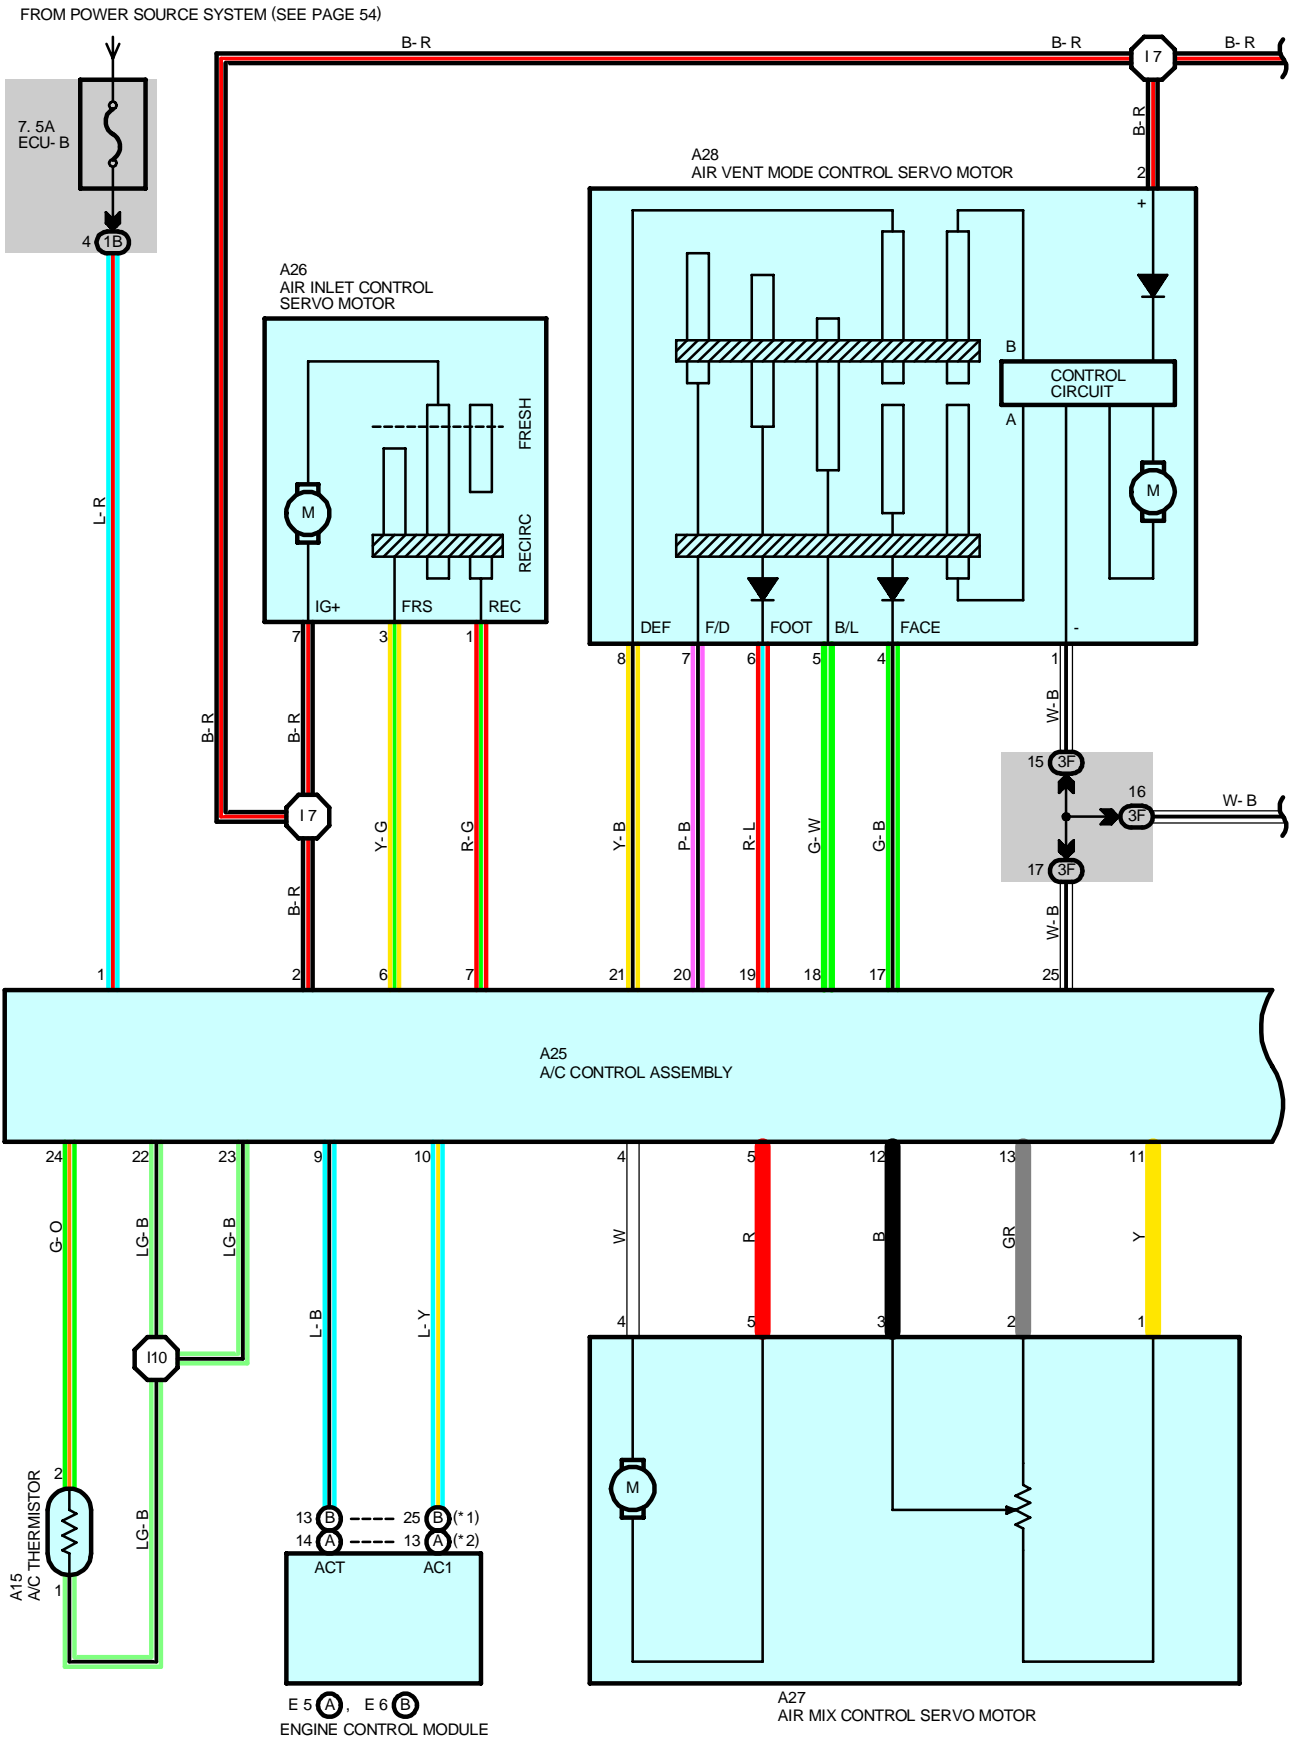 FROM POWER SOURCE SYSTEM (SEE PAGE 54)
B- R
B- R
I 7
B- R
7. 5A
ECU- B
B- R
4 1B
A28
AIR VENT MODE CONTROL SERVO MOTOR
2
+
A26
AIR INLET CONTROL
SERVO MOTOR
B
CONTROL
CIRCUIT
A
FRESH
RECIRC
M
M
L- R
IG+
FRS
REC
DEF
F/D
FOOT
B/L
FACE
-
7
3
1
8
7
6
5
4
1
B- R
B- R
W- B
15 3F
16
3F
W- B
17 3F
I 7
Y- G
R- G
Y- B
P- B
R- L
G- W
G- B
B- R
W- B
1
2
6
7
21
20
19
18
17
25
A25
A/C CONTROL ASSEMBLY
24
22
23
9
10
4
5
12
13
11
G- O
LG- B
LG- B
W
R
B
GR
Y
L- B
L- Y
4
5
3
2
1
I10
2
A15
A/C THERMISTOR
1
LG- B
M
13 B
25 B (* 1)
14 A
13 A (* 2)
ACT
AC1
E 5 A , E 6 B
ENGINE CONTROL MODULE
A27
AIR MIX CONTROL SERVO MOTOR